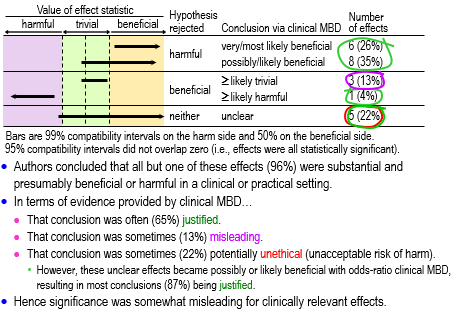 Value of effect statistic
harmful trivial beneficial
Hypothesis rejected
Conclusion via clinical MBD
Number of effects
harmful
very/most likely beneficial 6 (26%)
possibly/likely beneficial 8 (35%)
beneficial
≥ likely trivial 3 (13%)
≥ likely harmful 1 (4%)
neither unclear 5 (22%)
Bars are 99% compatibility intervals on the harm side and 50% on the beneficial side.
95% compatibility intervals did not overlap zero (i.e., effects were all statistically significant).
• Authors concluded that all but one of these effects (96%) were substantial and
presumably beneficial or harmful in a clinical or practical setting.
• In terms of evidence provided by clinical MBD…
• That conclusion was often (65%) justified.
• That conclusion was sometimes (13%) misleading.
• That conclusion was sometimes (22%) potentially unethical (unacceptable risk of harm).
• However, these unclear effects became possibly or likely beneficial with odds-ratio clinical MBD,
resulting in most conclusions (87%) being justified.
• Hence significance was somewhat misleading for clinically relevant effects.